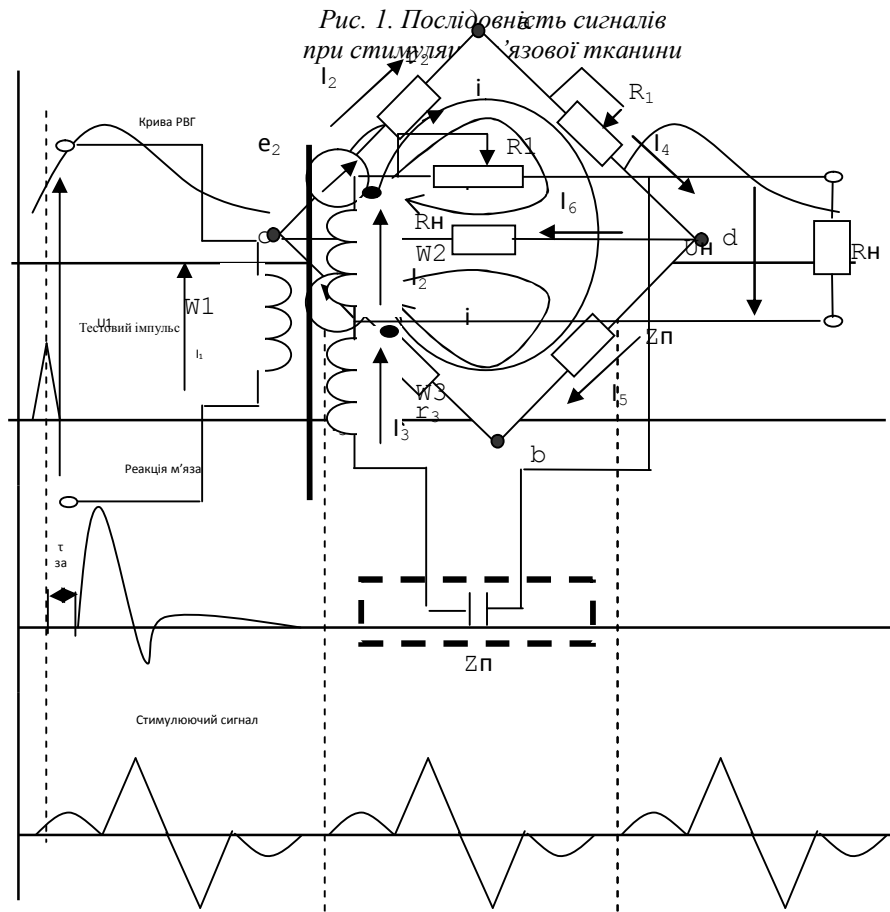 Рис. 1. Послідовність сигналів
при стимуляції м’язової тканини
a
I₂
r₂
i
R₁
Крива РВГ
e₂
R1
I₄
I₆
Rн
c
W2
Uн
d
Rн
W1
I₂
U1
Тестовий імпульс
i
Zп
I₁
W3
I₅
r₃
I₃
b
Реакція м’яза
τ
за
Zп
Стимулюючий сигнал